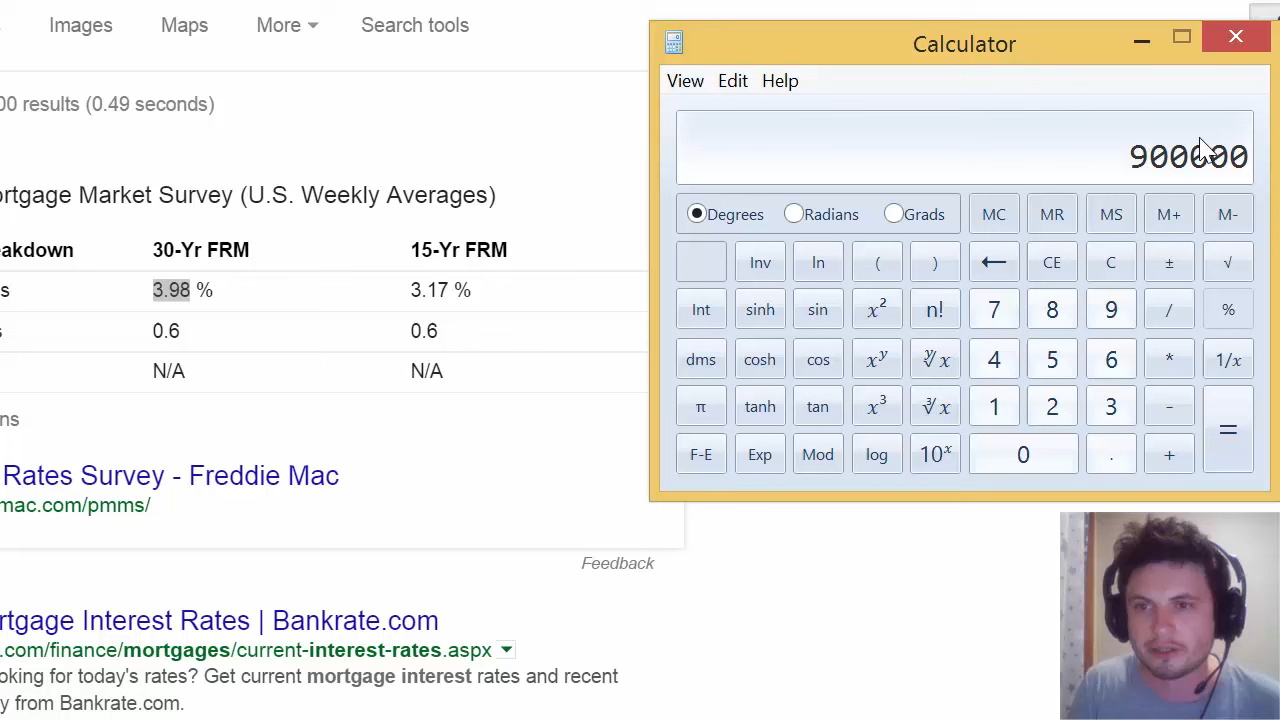 Images Maps More Search tools
00 results (0.49 seconds)
ortgage Market Survey (U.S. Weekly Averages)
eakdown 30-Yr FRM 15-Yr FRM
s 3.98 % 3.17 %
s 0.6 0.6
N/A N/A
ns
Rates Survey - Freddie Mac
mac.com/pmms/
Feedback
rtgage Interest Rates | Bankrate.com
.com/finance/mortgages/current-interest-rates.aspx
oking for today's rates? Get current mortgage interest rates and recent
y from Bankrate.com.
Calculator
View Edit Help
900000
Degrees Radians Grads MC MR MS M+ M-
Inv ln ( ) ← CE C ± √
Int sinh sin x² n! 7 8 9 / %
dms cosh cos xʸ ʸ√x 4 5 6 * 1/x
π tanh tan x³ ³√x 1 2 3 - =
F-E Exp Mod log 10ˣ 0 . +